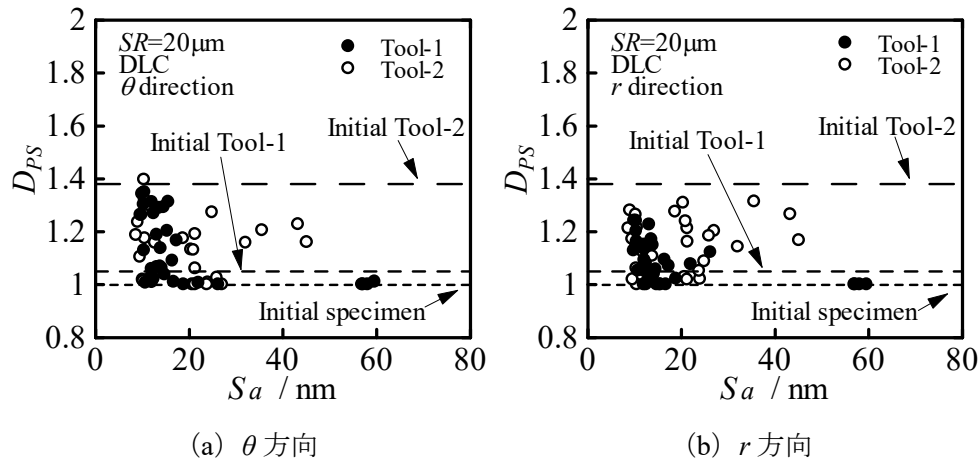 2
1.8
1.6
1.4
1.2
1
0.8
D_PS
SR=20μm
DLC
θ direction
Tool-1
Tool-2
Initial Tool-1
Initial Tool-2
Initial specimen
0 20 40 60 80
Sa / nm
(a) θ 方向
2
1.8
1.6
1.4
1.2
1
0.8
D_PS
SR=20μm
DLC
r direction
Tool-1
Tool-2
Initial Tool-2
Initial Tool-1
Initial specimen
0 20 40 60 80
Sa / nm
(b) r 方向